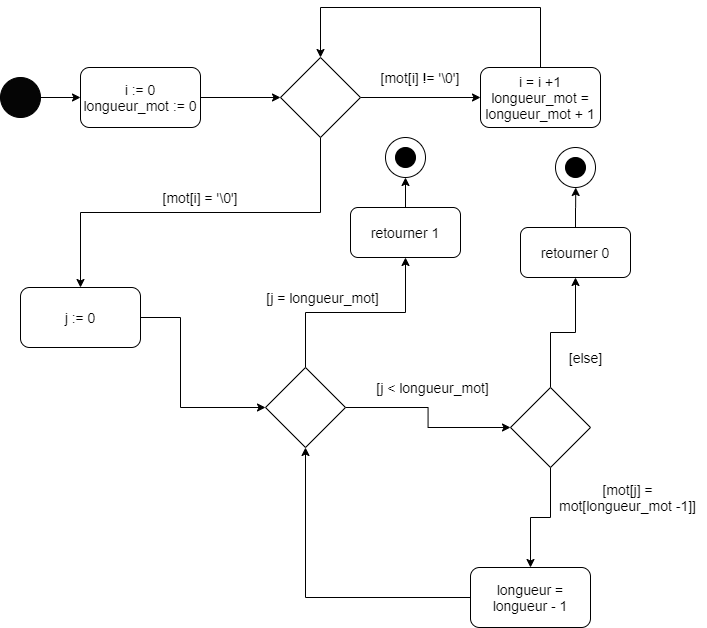 i := 0
longueur_mot := 0
[mot[i] != '\0']
i = i +1
longueur_mot =
longueur_mot + 1
[mot[i] = '\0']
retourner 1
retourner 0
[j = longueur_mot]
j := 0
[else]
[j < longueur_mot]
[mot[j] =
mot[longueur_mot -1]]
longueur =
longueur - 1